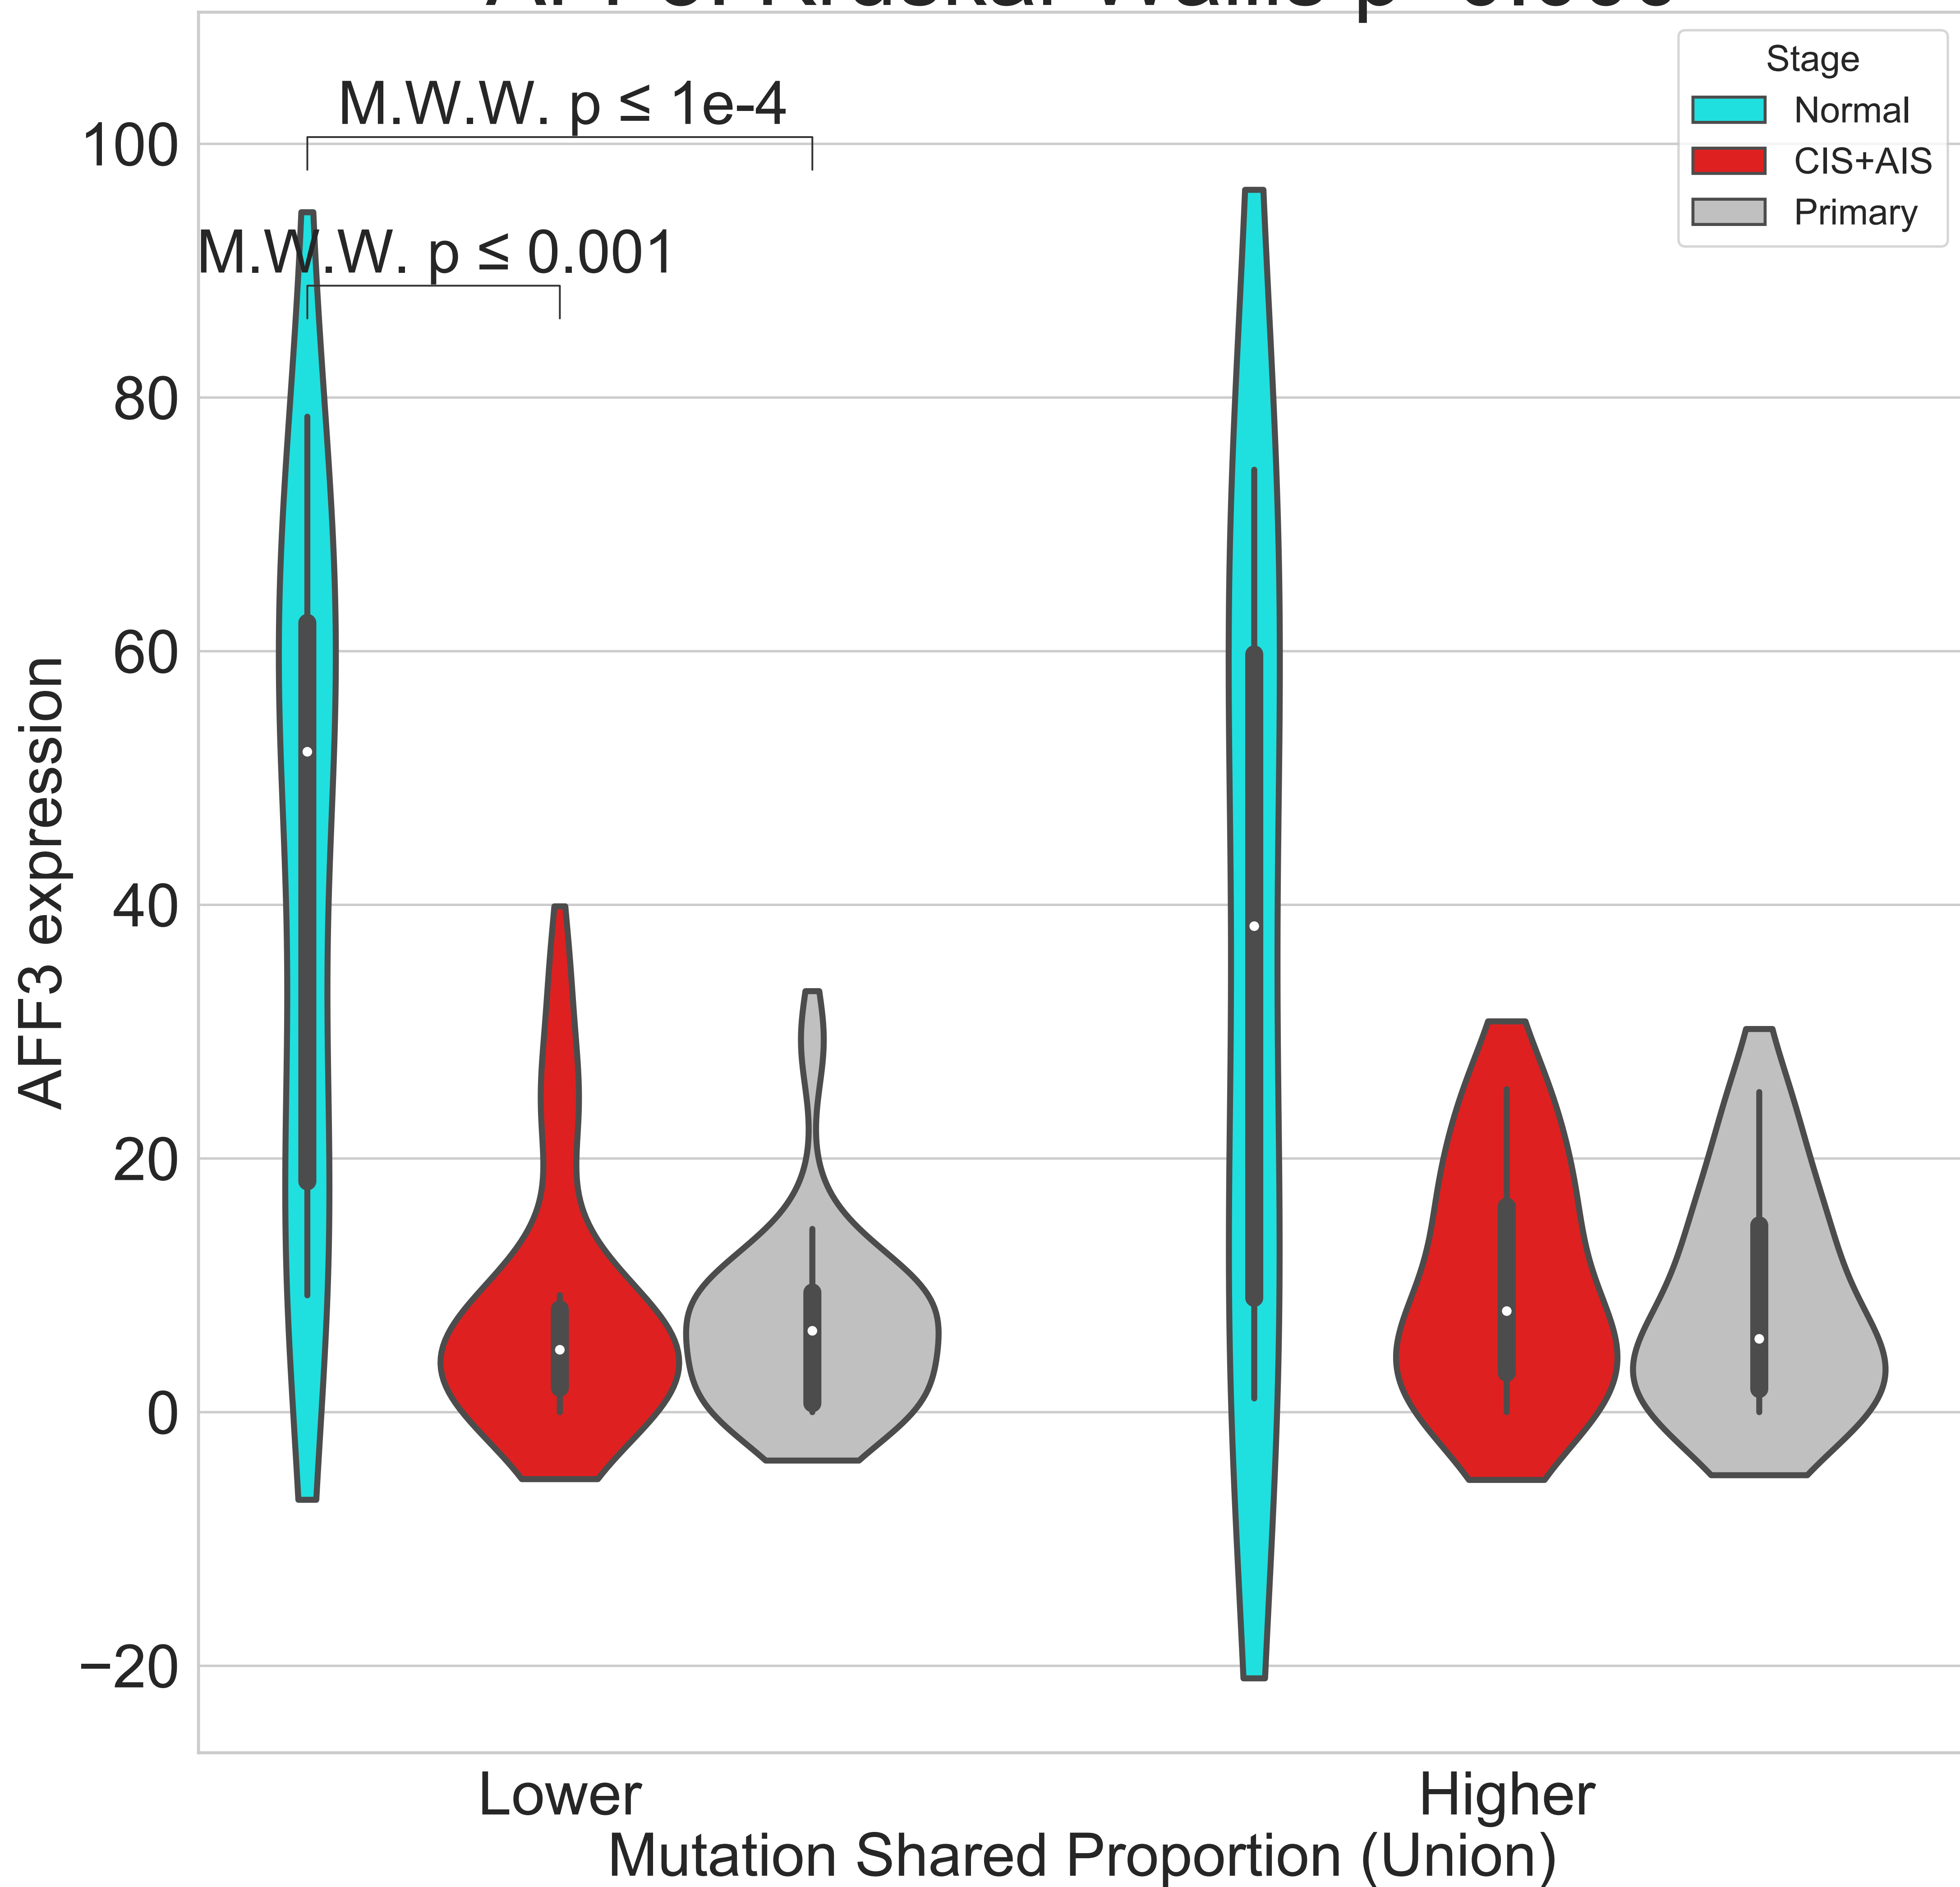 M.W.W. p ≤ 1e-4
M.W.W. p ≤ 0.001
Stage
Normal
CIS+AIS
Primary
100
80
60
40
20
0
−20
AFF3 expression
Lower
Higher
Mutation Shared Proportion (Union)